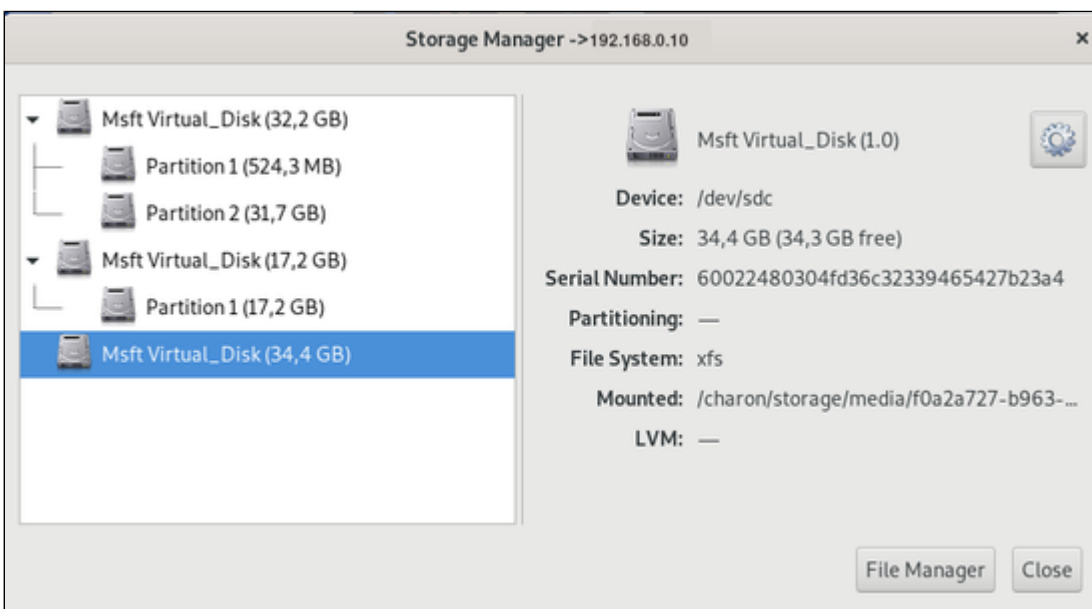 Storage Manager ->192.168.0.10 ×
Msft Virtual_Disk (32,2 GB)
Partition 1 (524,3 MB)
Partition 2 (31,7 GB)
Msft Virtual_Disk (17,2 GB)
Partition 1 (17,2 GB)
Msft Virtual_Disk (34,4 GB)
Msft Virtual_Disk (1.0)
Device: /dev/sdc
Size: 34,4 GB (34,3 GB free)
Serial Number: 60022480304fd36c32339465427b23a4
Partitioning: —
File System: xfs
Mounted: /charon/storage/media/f0a2a727-b963-...
LVM: —
File Manager
Close